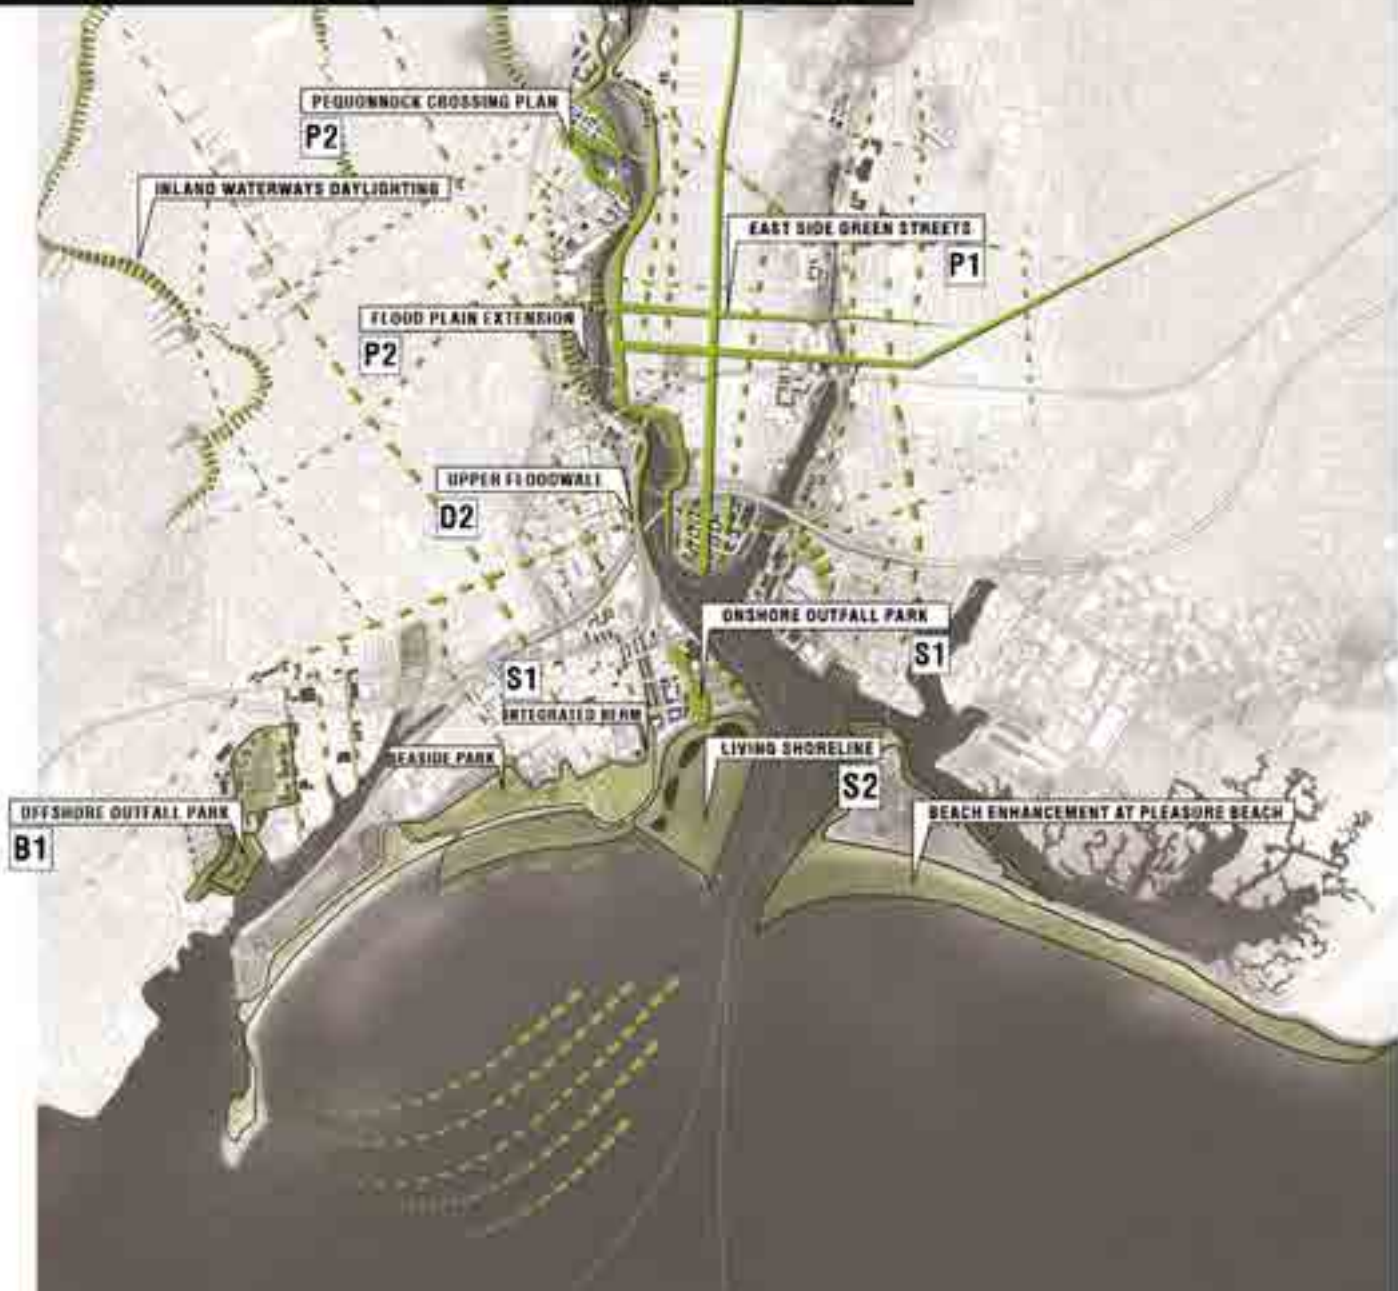 PEQUONNOCK CROSSING PLAN
P2
INLAND WATERWAYS DAYLIGHTING
EAST SIDE GREEN STREETS
P1
FLOOD PLAIN EXTENSION
P2
UPPER FLOODWALL
D2
ONSHORE OUTFALL PARK
S1
S1
INTEGRATED BERM
LIVING SHORELINE
SEASIDE PARK
S2
OFFSHORE OUTFALL PARK
B1
BEACH ENHANCEMENT AT PLEASURE BEACH